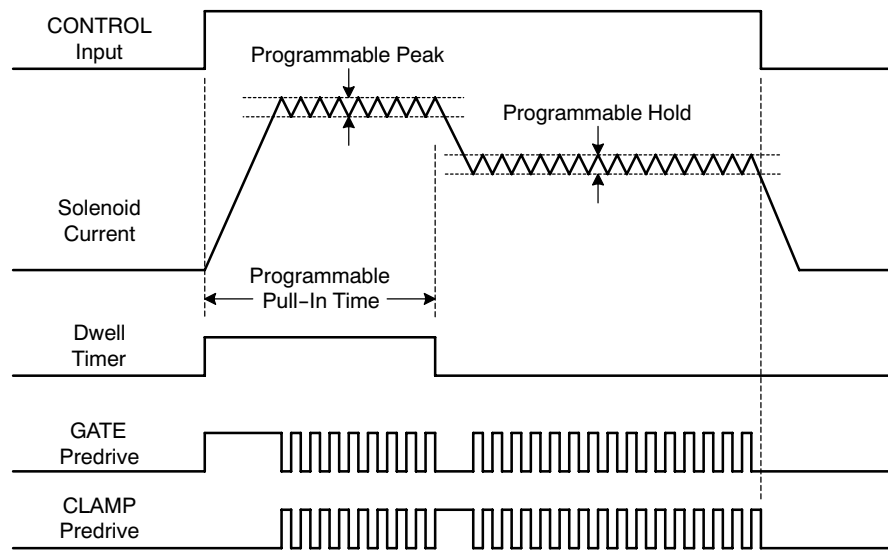 CONTROL
Input
Programmable Peak
Programmable Hold
Solenoid
Current
Programmable
Pull–In Time
Dwell
Timer
GATE
Predrive
CLAMP
Predrive